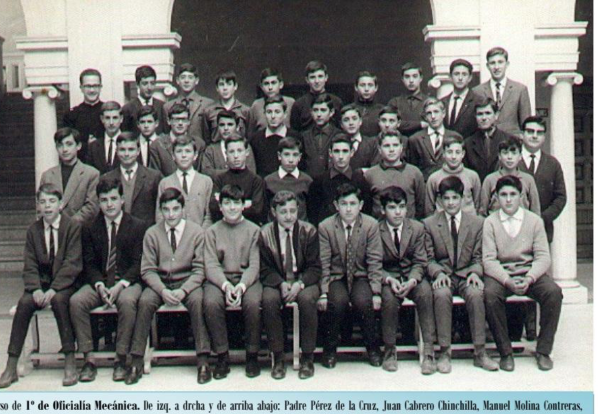 so de 1º de Oficialía Mecánica. De izq. a drcha y de arriba abajo: Padre Pérez de la Cruz, Juan Cabrero Chinchilla, Manuel Molina Contreras,